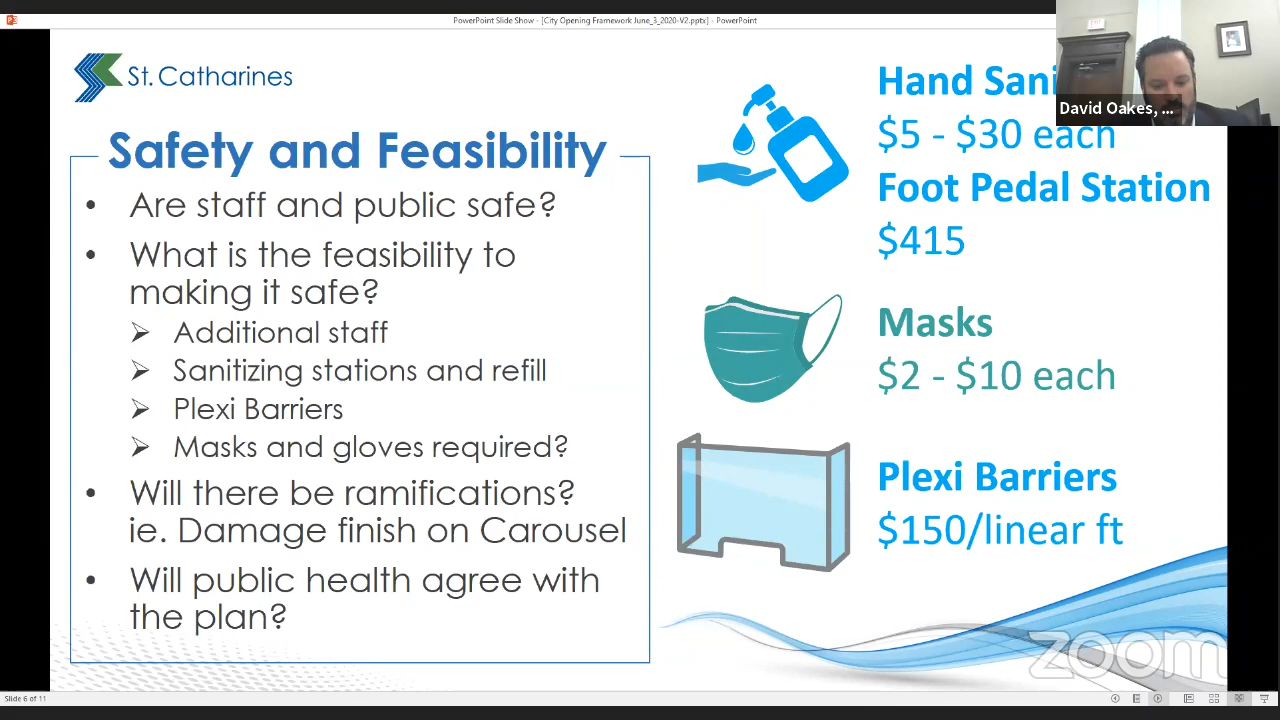 PowerPoint Slide Show - [City Opening Framework June_3_2020-V2.pptx] - PowerPoint
St. Catharines
Safety and Feasibility
• Are staff and public safe?
• What is the feasibility to
making it safe?
➢ Additional staff
➢ Sanitizing stations and refill
➢ Plexi Barriers
➢ Masks and gloves required?
• Will there be ramifications?
ie. Damage finish on Carousel
• Will public health agree with
the plan?
Hand Sani
$5 - $30 each
Foot Pedal Station
$415
Masks
$2 - $10 each
Plexi Barriers
$150/linear ft
EXIT
David Oakes, ...
zoom
Slide 6 of 11